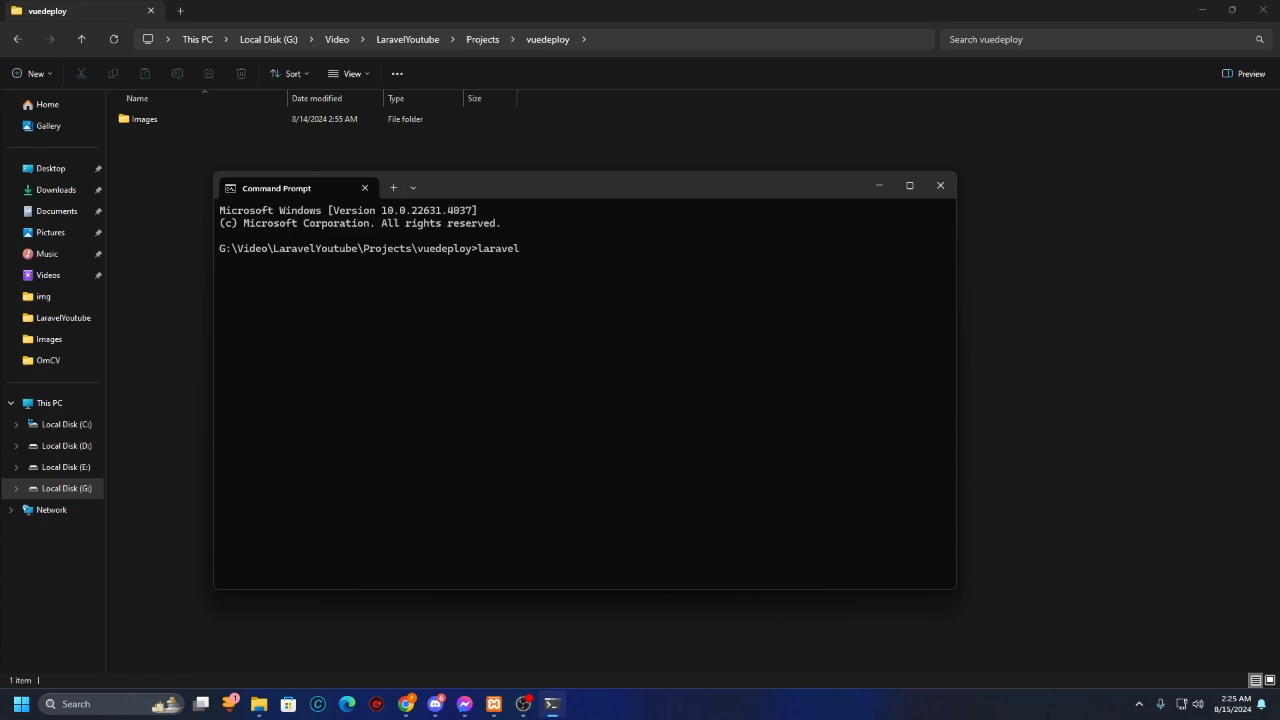 vuedeploy
This PC > Local Disk (G:) > Video > LaravelYoutube > Projects > vuedeploy >
Search vuedeploy
New
Sort
View
Preview
Name
Date modified
Type
Size
Images
8/14/2024 2:55 AM
File folder
Home
Gallery
Desktop
Downloads
Documents
Pictures
Music
Videos
img
LaravelYoutube
Images
OmCV
This PC
Local Disk (C:)
Local Disk (D:)
Local Disk (E:)
Local Disk (G:)
Network
Command Prompt
Microsoft Windows [Version 10.0.22631.4037]
(c) Microsoft Corporation. All rights reserved.
G:\Video\LaravelYoutube\Projects\vuedeploy>laravel
1 item
Search
1
6
2:25 AM
8/15/2024